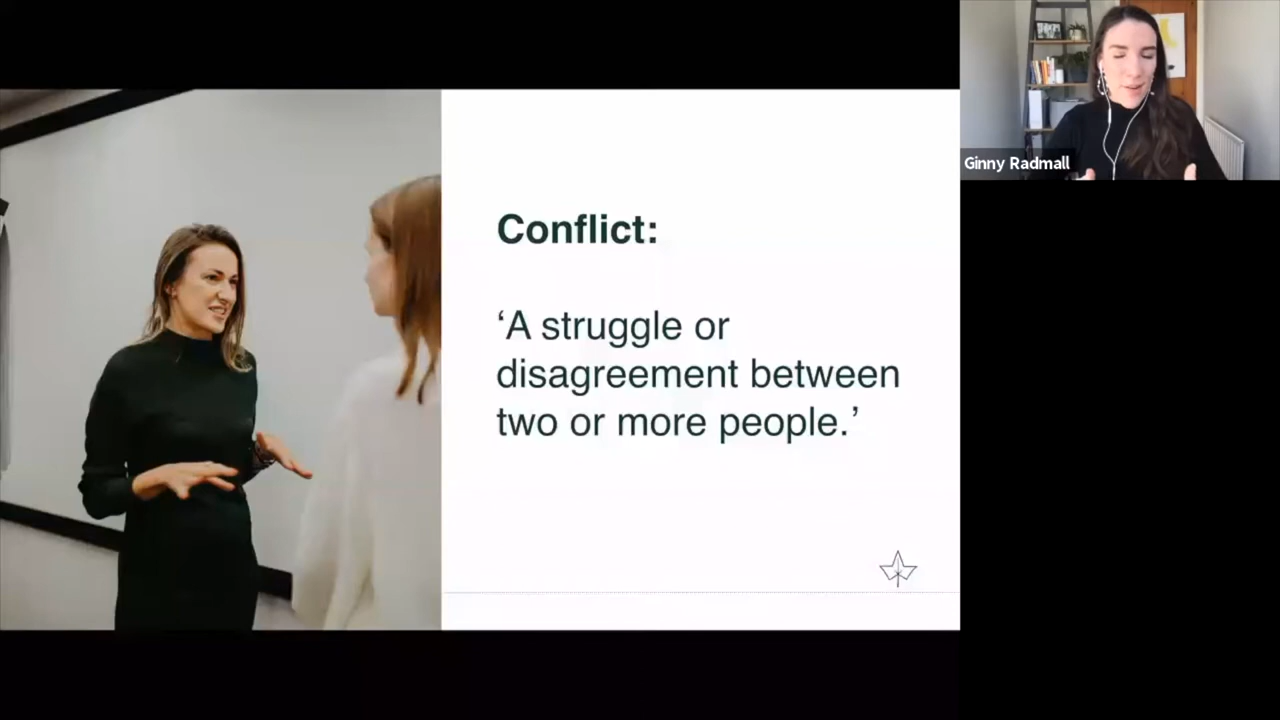 Conflict:
‘A struggle or
disagreement between
two or more people.’
Ginny Radmall